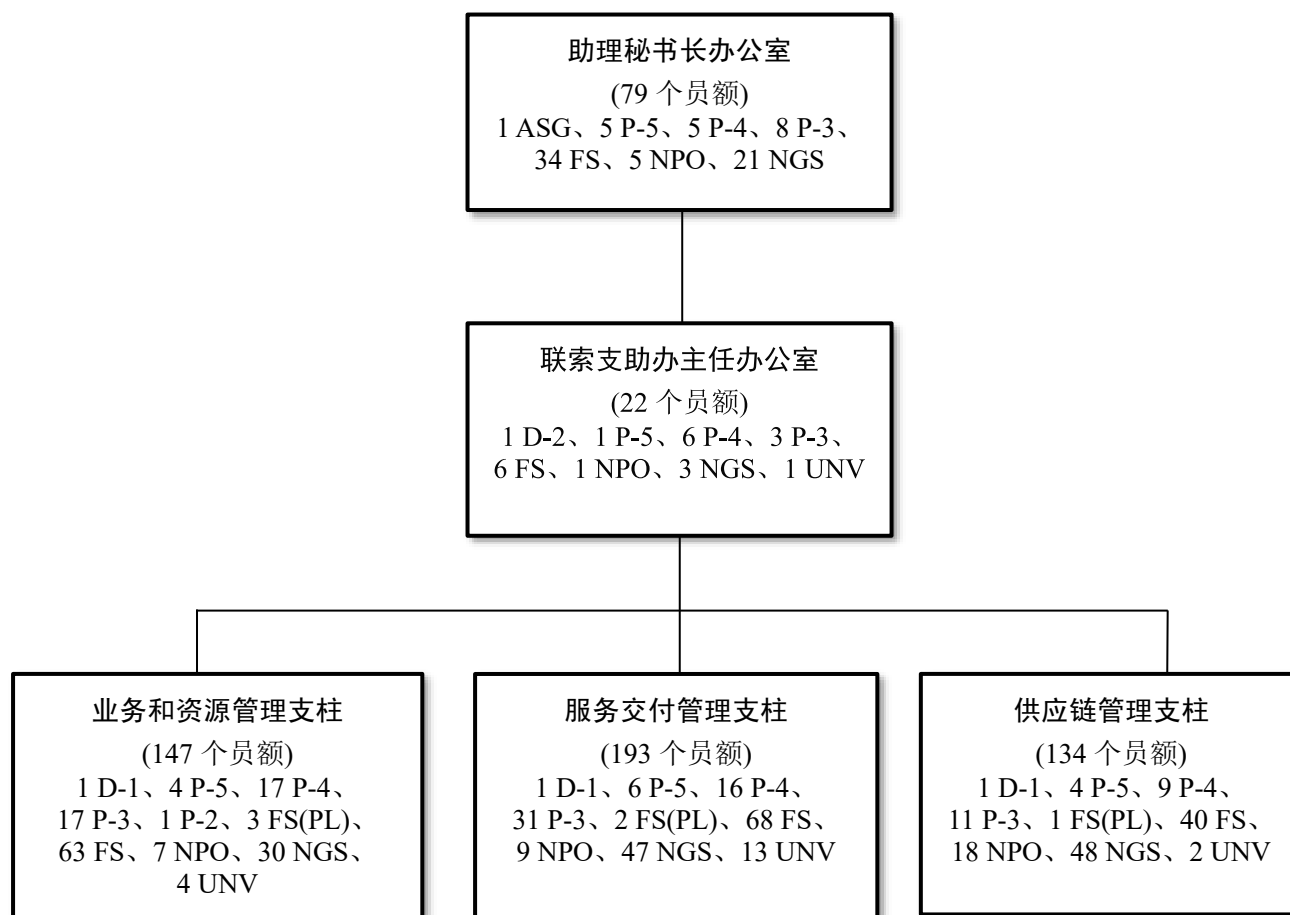 助理秘书长办公室
(79 个员额)
1 ASG、5 P-5、5 P-4、8 P-3、
34 FS、5 NPO、21 NGS
联索支助办主任办公室
(22 个员额)
1 D-2、1 P-5、6 P-4、3 P-3、
6 FS、1 NPO、3 NGS、1 UNV
业务和资源管理支柱
(147 个员额)
1 D-1、4 P-5、17 P-4、
17 P-3、1 P-2、3 FS(PL)、
63 FS、7 NPO、30 NGS、
4 UNV
服务交付管理支柱
(193 个员额)
1 D-1、6 P-5、16 P-4、
31 P-3、2 FS(PL)、68 FS、
9 NPO、47 NGS、13 UNV
供应链管理支柱
(134 个员额)
1 D-1、4 P-5、9 P-4、
11 P-3、1 FS(PL)、40 FS、
18 NPO、48 NGS、2 UNV